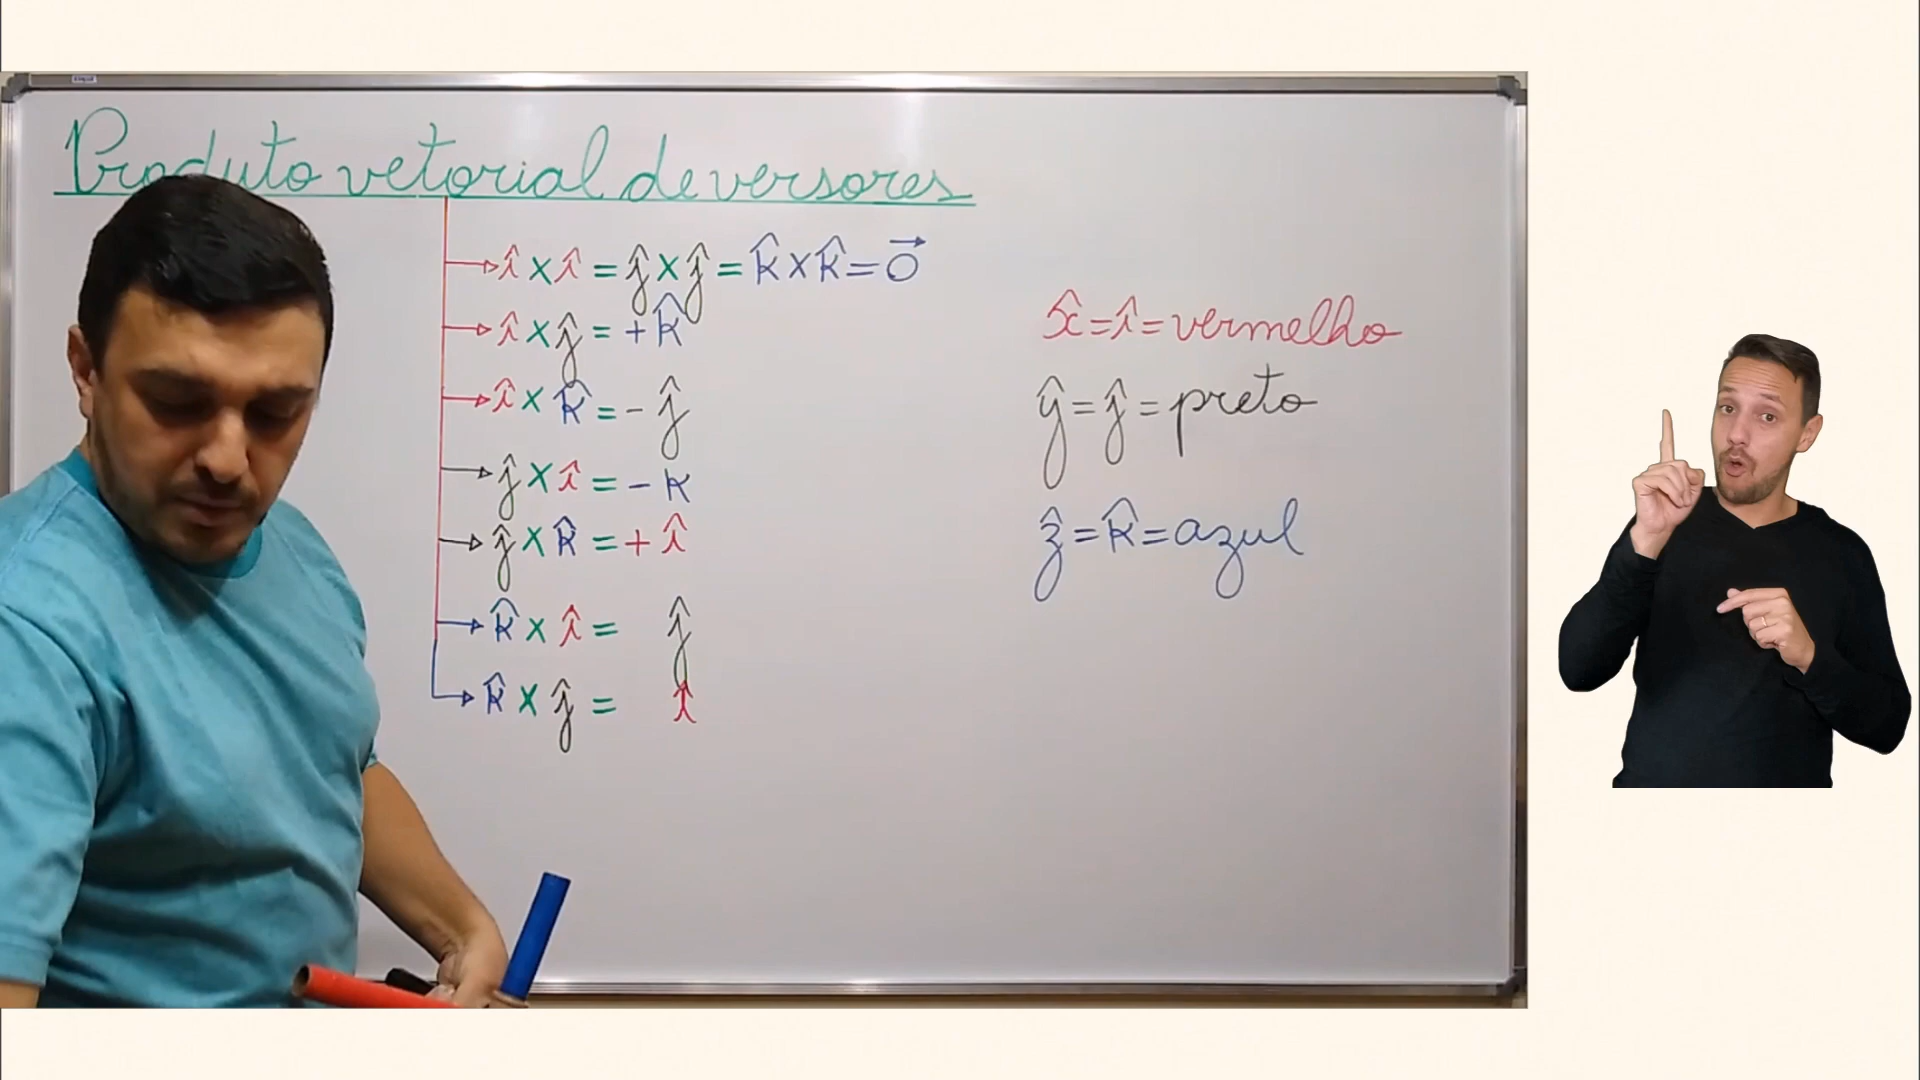 Produto vetorial de versores
î x î = ĵ x ĵ = k̂ x k̂ = 0⃗
î x ĵ = + k̂
î x k̂ = - ĵ
ĵ x î = - k
ĵ x k̂ = + î
k̂ x î = ĵ
k̂ x ĵ = î
x̂ = î = vermelho
ŷ = ĵ = preto
ẑ = k̂ = azul